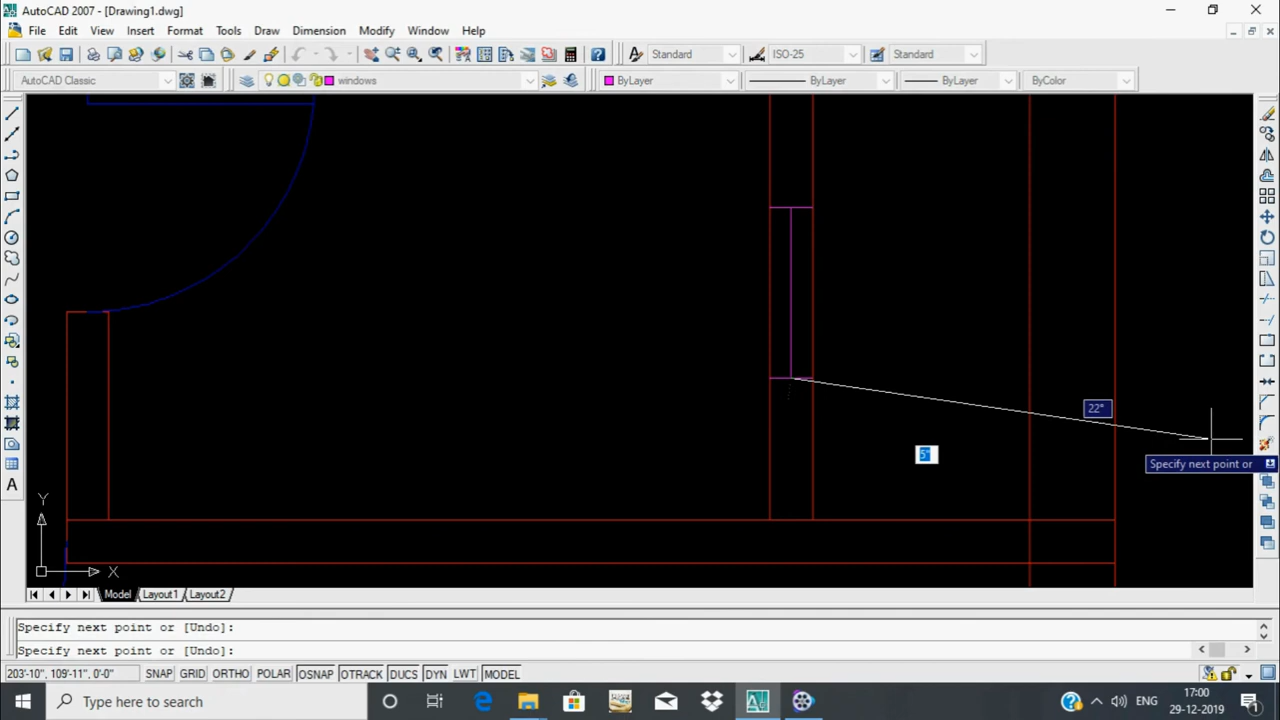 AutoCAD 2007 - [Drawing1.dwg]
File Edit View Insert Format Tools Draw Dimension Modify Window Help
Standard ISO-25 Standard
AutoCAD Classic windows ByLayer ByLayer ByLayer ByColor
22°
5"
Specify next point or
Y
X
A
Model Layout1 Layout2
Specify next point or [Undo]:
Specify next point or [Undo]:
203'-10", 109'-11", 0'-0" SNAP GRID ORTHO POLAR OSNAP OTRACK DUCS DYN LWT MODEL
Type here to search
ENG
17:00
29-12-2019
1